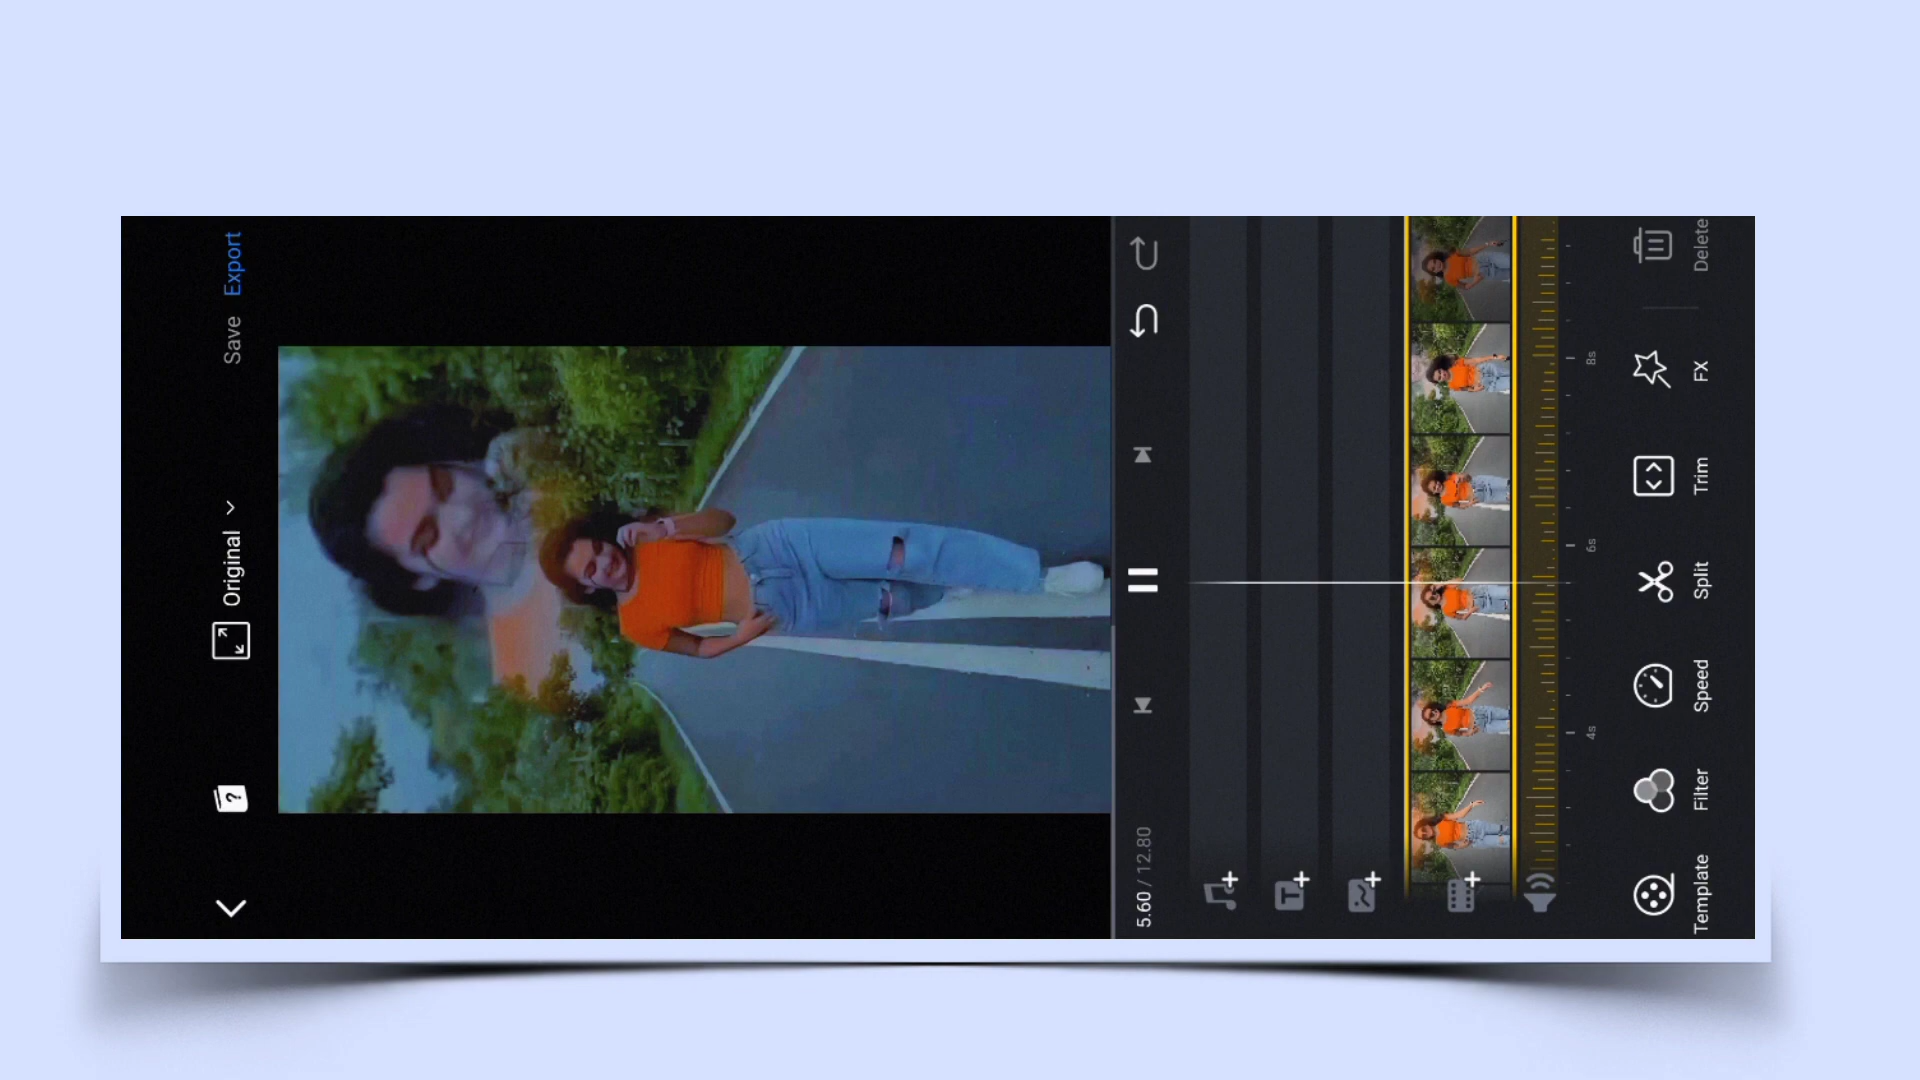 Original
Save Export
?
5.60 / 12.80
T
4s 6s 8s
Template Filter Speed Split Trim FX Delete